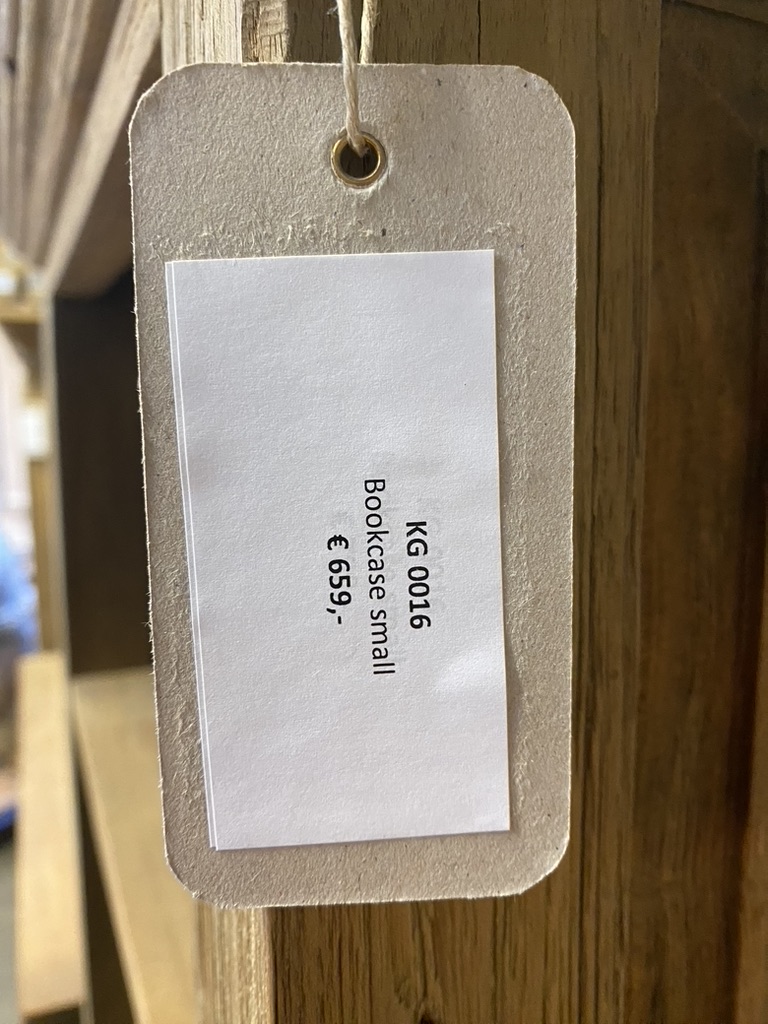 KG 0016
Bookcase small
€ 659,-